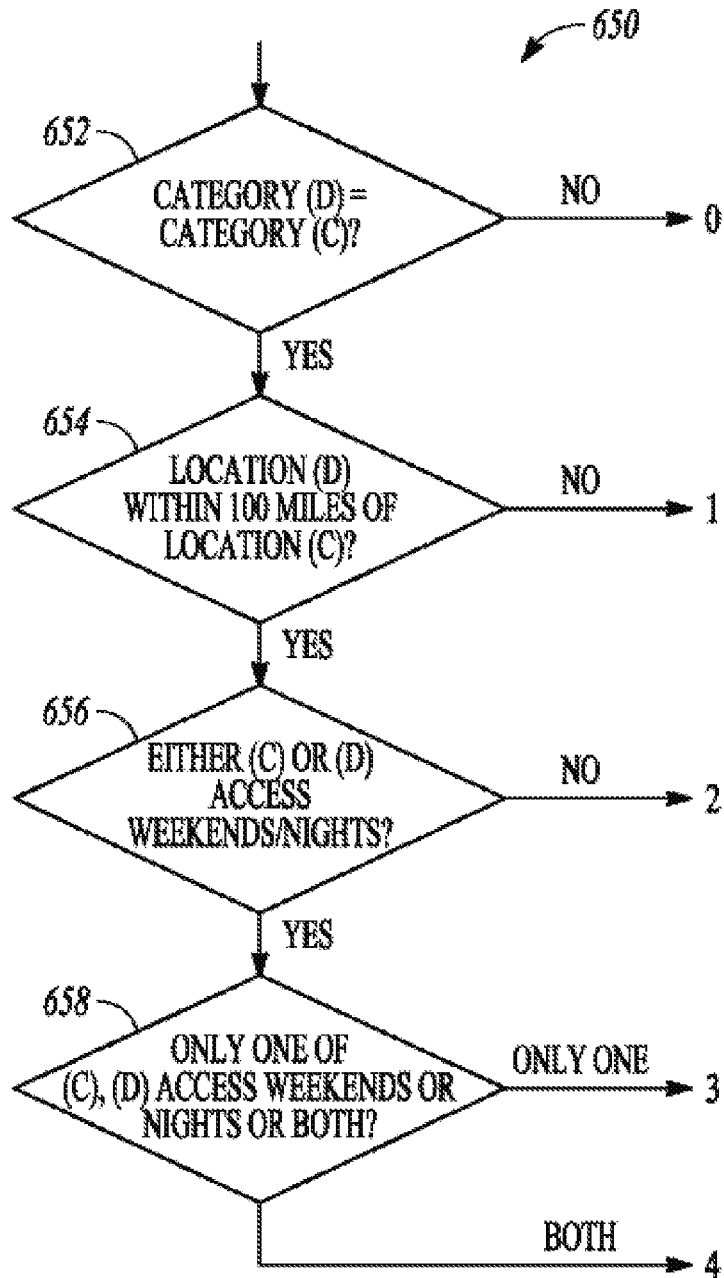 650
652
CATEGORY (D) =
CATEGORY (C)?
NO
0
YES
654
LOCATION (D)
WITHIN 100 MILES OF
LOCATION (C)?
NO
1
YES
656
EITHER (C) OR (D)
ACCESS
WEEKENDS/NIGHTS?
NO
2
YES
658
ONLY ONE OF
(C), (D) ACCESS WEEKENDS OR
NIGHTS OR BOTH?
ONLY ONE
3
BOTH
4